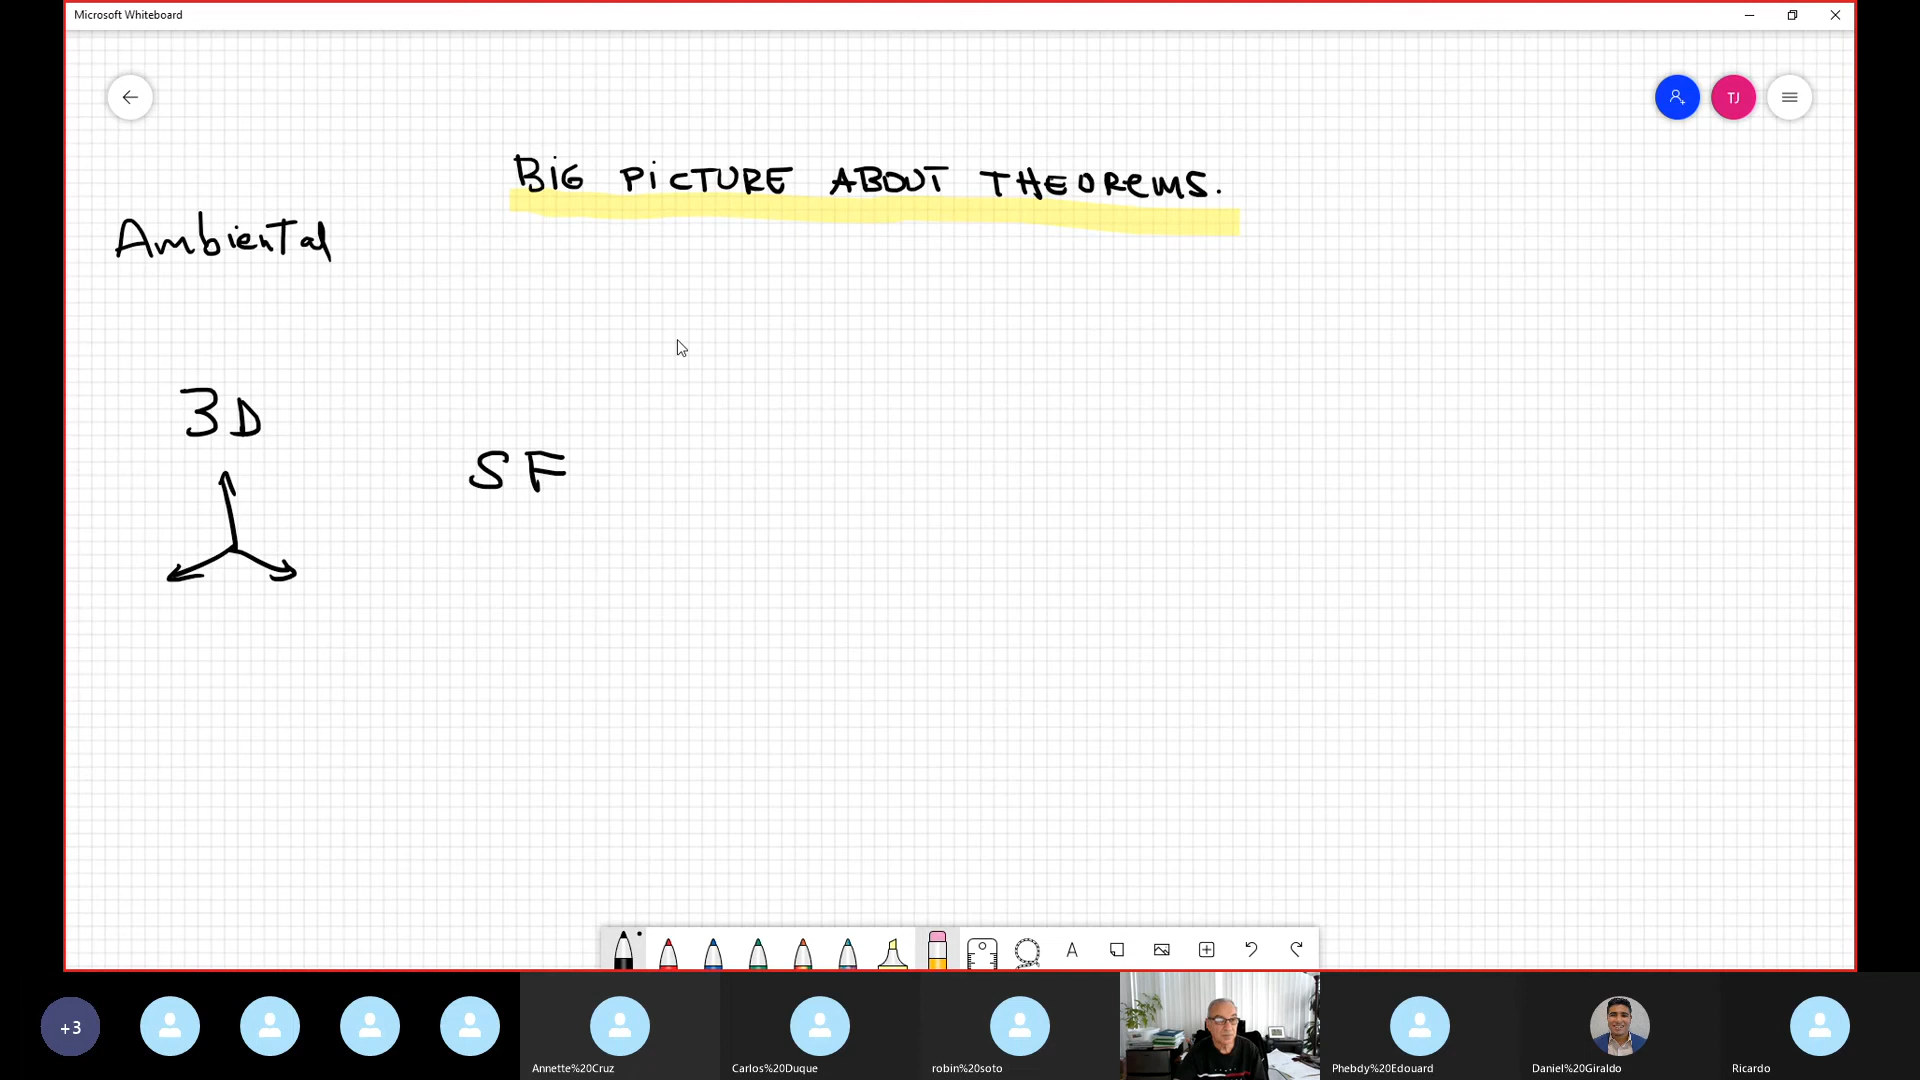 Microsoft Whiteboard
TJ
BiG PiCTURE ABOUT THEOREMS.
Ambiental
3D
SF
A
+3
Annette%20Cruz
Carlos%20Duque
robin%20soto
Phebdy%20Edouard
Daniel%20Giraldo
Ricardo